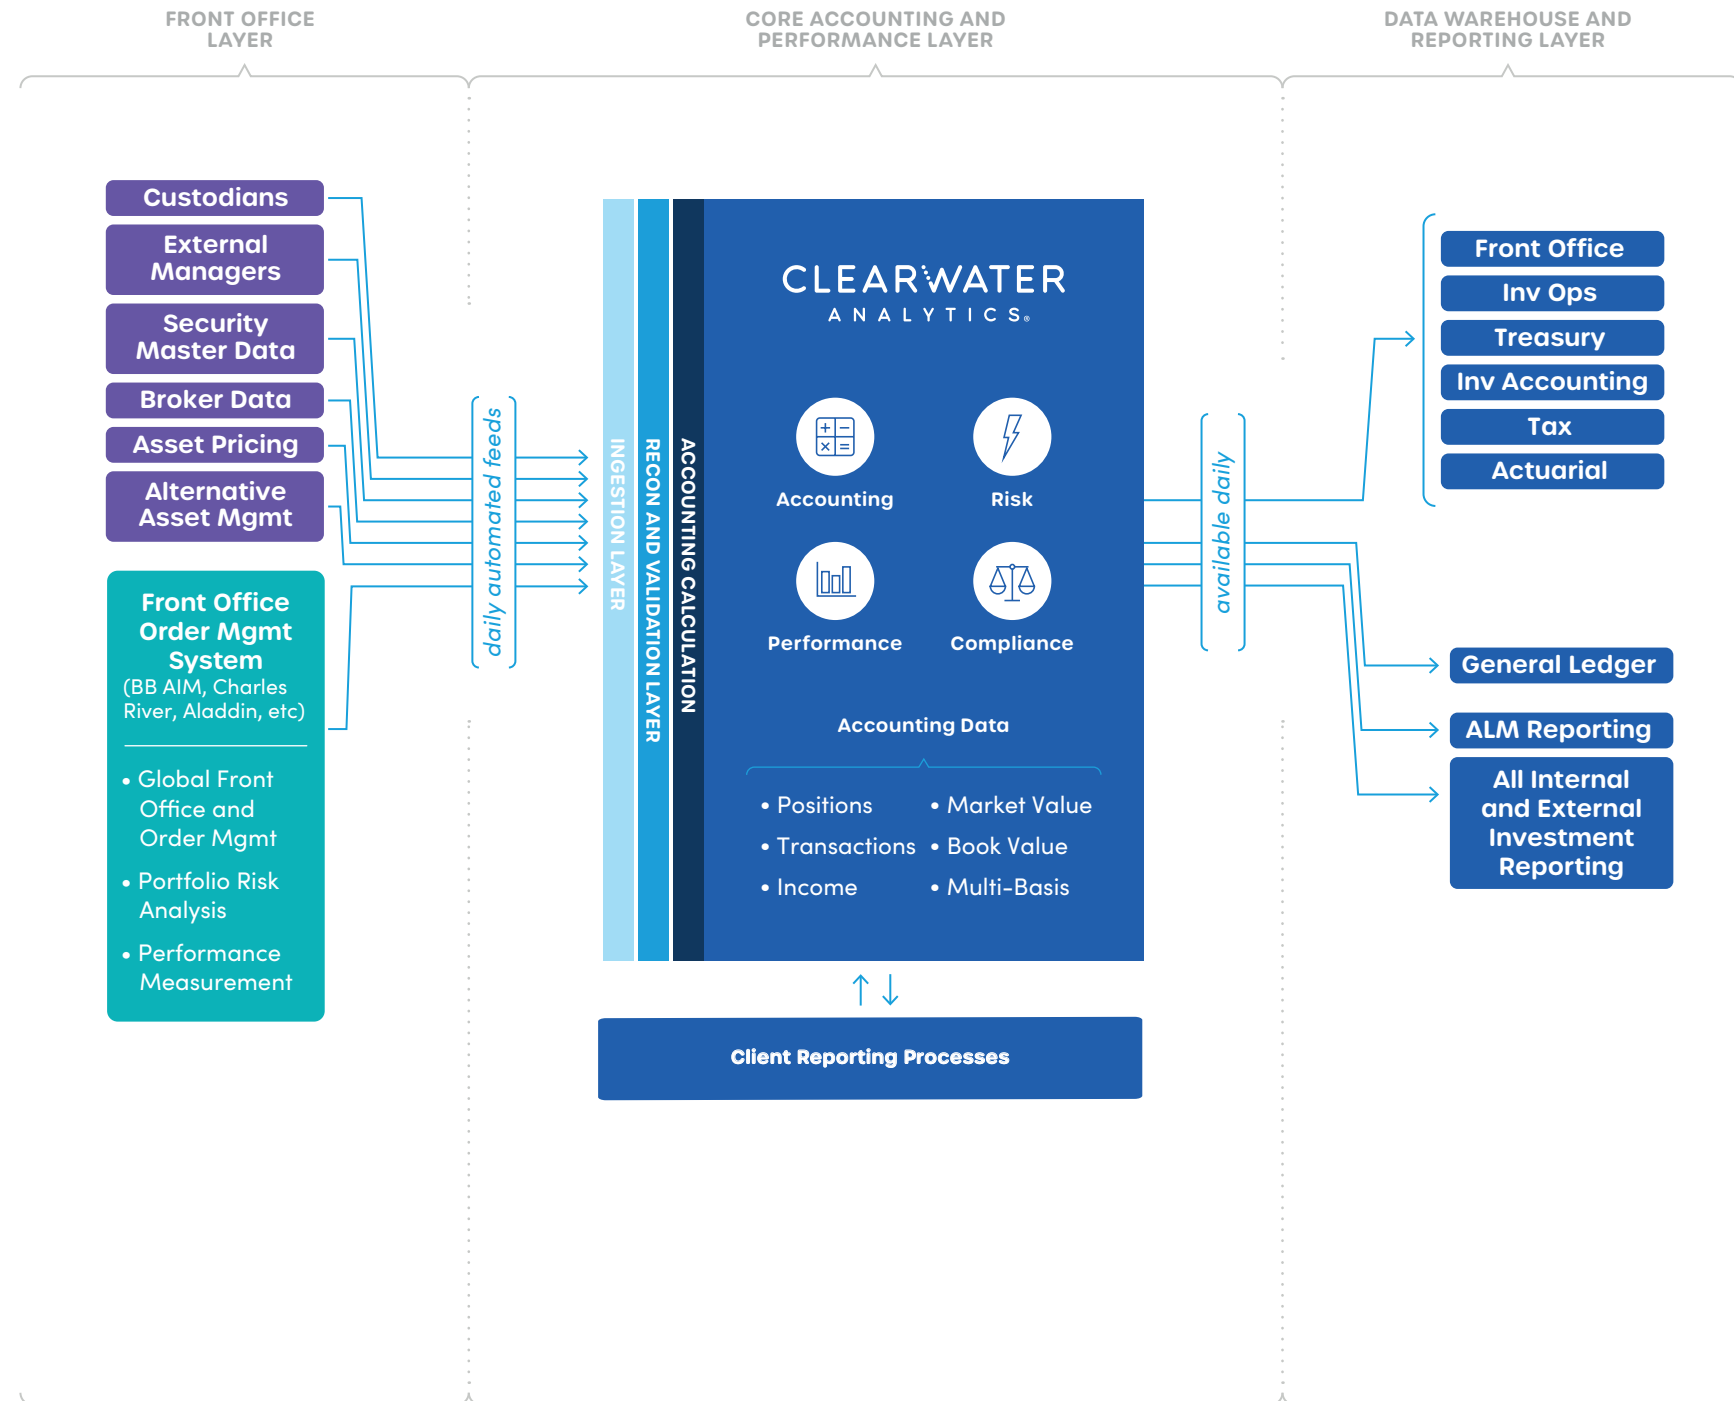 FRONT OFFICE
LAYER
CORE ACCOUNTING AND
PERFORMANCE LAYER
DATA WAREHOUSE AND
REPORTING LAYER
Custodians
External
Managers
Security
Master Data
Broker Data
Asset Pricing
Alternative
Asset Mgmt
Front Office
Order Mgmt
System
(BB AIM, Charles
River, Aladdin, etc)
• Global Front
Office and
Order Mgmt
• Portfolio Risk
Analysis
• Performance
Measurement
daily automated feeds
INGESTION LAYER
RECON AND VALIDATION LAYER
ACCOUNTING CALCULATION
CLEARWATER
ANALYTICS®
Accounting
Risk
Performance
Compliance
Accounting Data
• Positions
• Market Value
• Transactions
• Book Value
• Income
• Multi-Basis
Client Reporting Processes
available daily
Front Office
Inv Ops
Treasury
Inv Accounting
Tax
Actuarial
General Ledger
ALM Reporting
All Internal
and External
Investment
Reporting